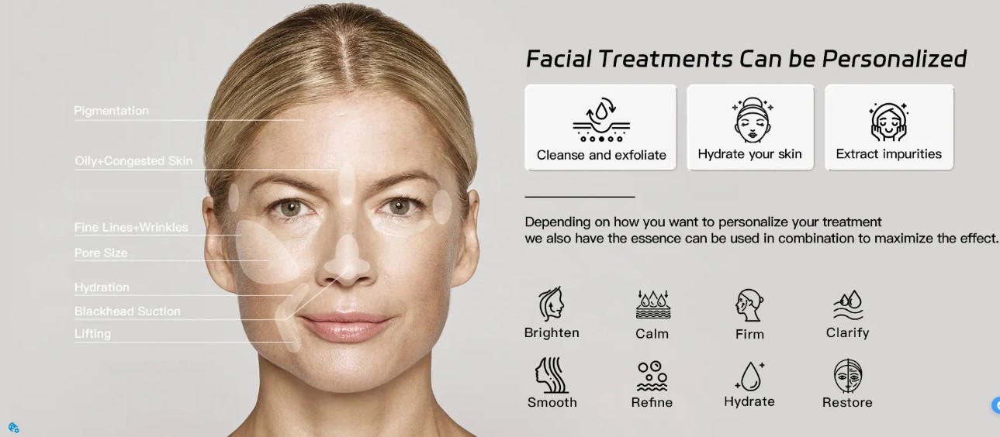 Facial Treatments Can be Personalized
Pigmentation
Oily+Congested Skin
Fine Lines+Wrinkles
Pore Size
Hydration
Blackhead Suction
Lifting
Cleanse and exfoliate
Hydrate your skin
Extract impurities
Depending on how you want to personalize your treatment
we also have the essence can be used in combination to maximize the effect.
Brighten
Calm
Firm
Clarify
Smooth
Refine
Hydrate
Restore